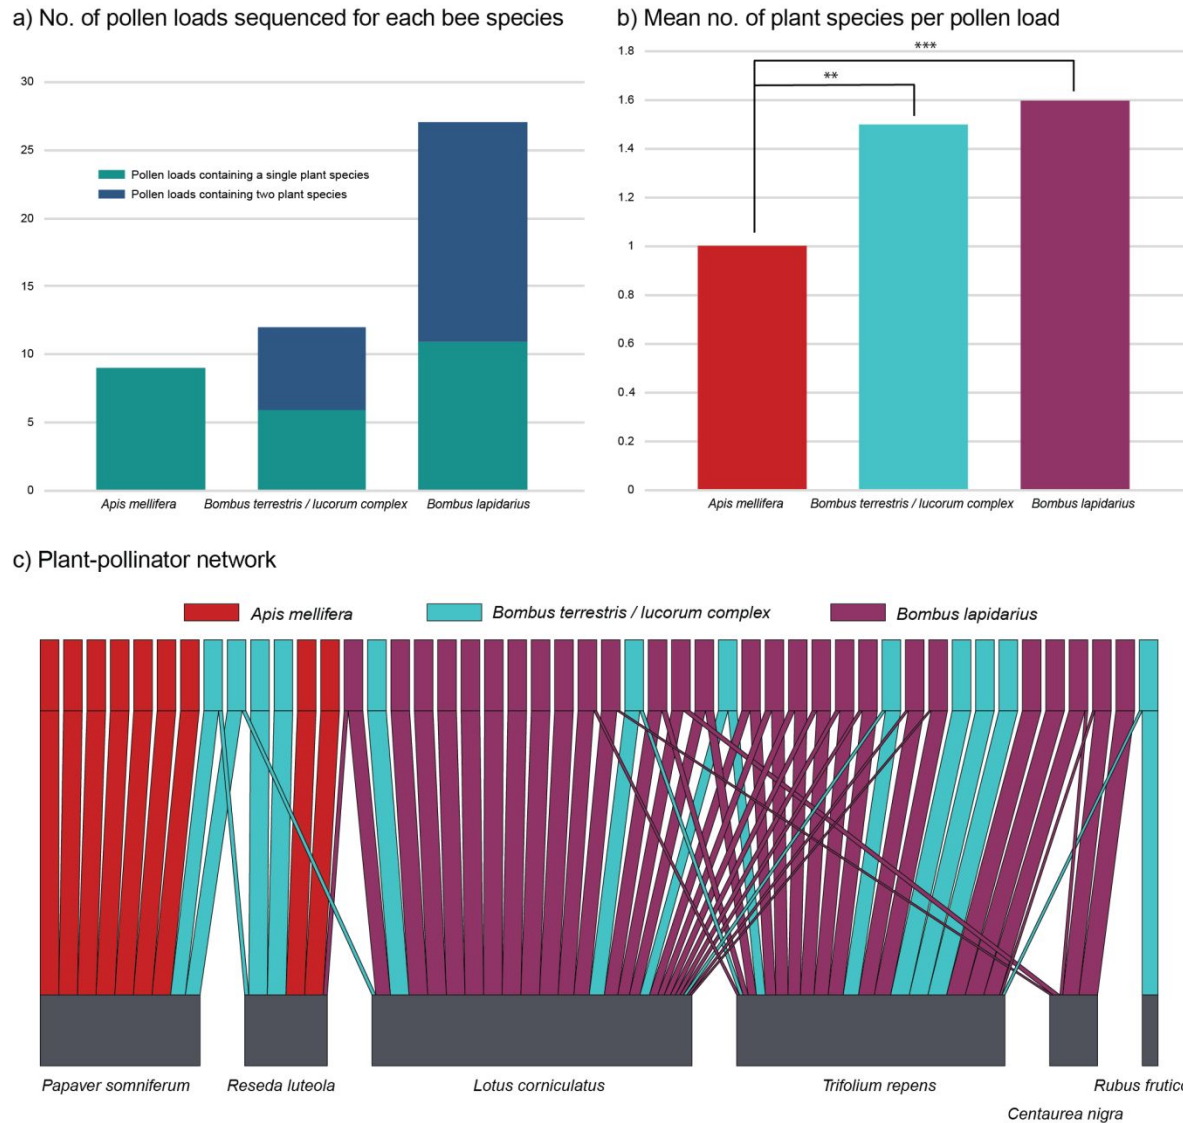 a) No. of pollen loads sequenced for each bee species
30
25
20
15
10
5
0
Pollen loads containing a single plant species
Pollen loads containing two plant species
Apis mellifera
Bombus terrestris / lucorum complex
Bombus lapidarius
b) Mean no. of plant species per pollen load
1.8
1.6
1.4
1.2
1
0.8
0.6
0.4
0.2
0
***
**
Apis mellifera
Bombus terrestris / lucorum complex
Bombus lapidarius
c) Plant-pollinator network
Apis mellifera
Bombus terrestris / lucorum complex
Bombus lapidarius
Papaver somniferum
Reseda luteola
Lotus corniculatus
Trifolium repens
Centaurea nigra
Rubus frutico